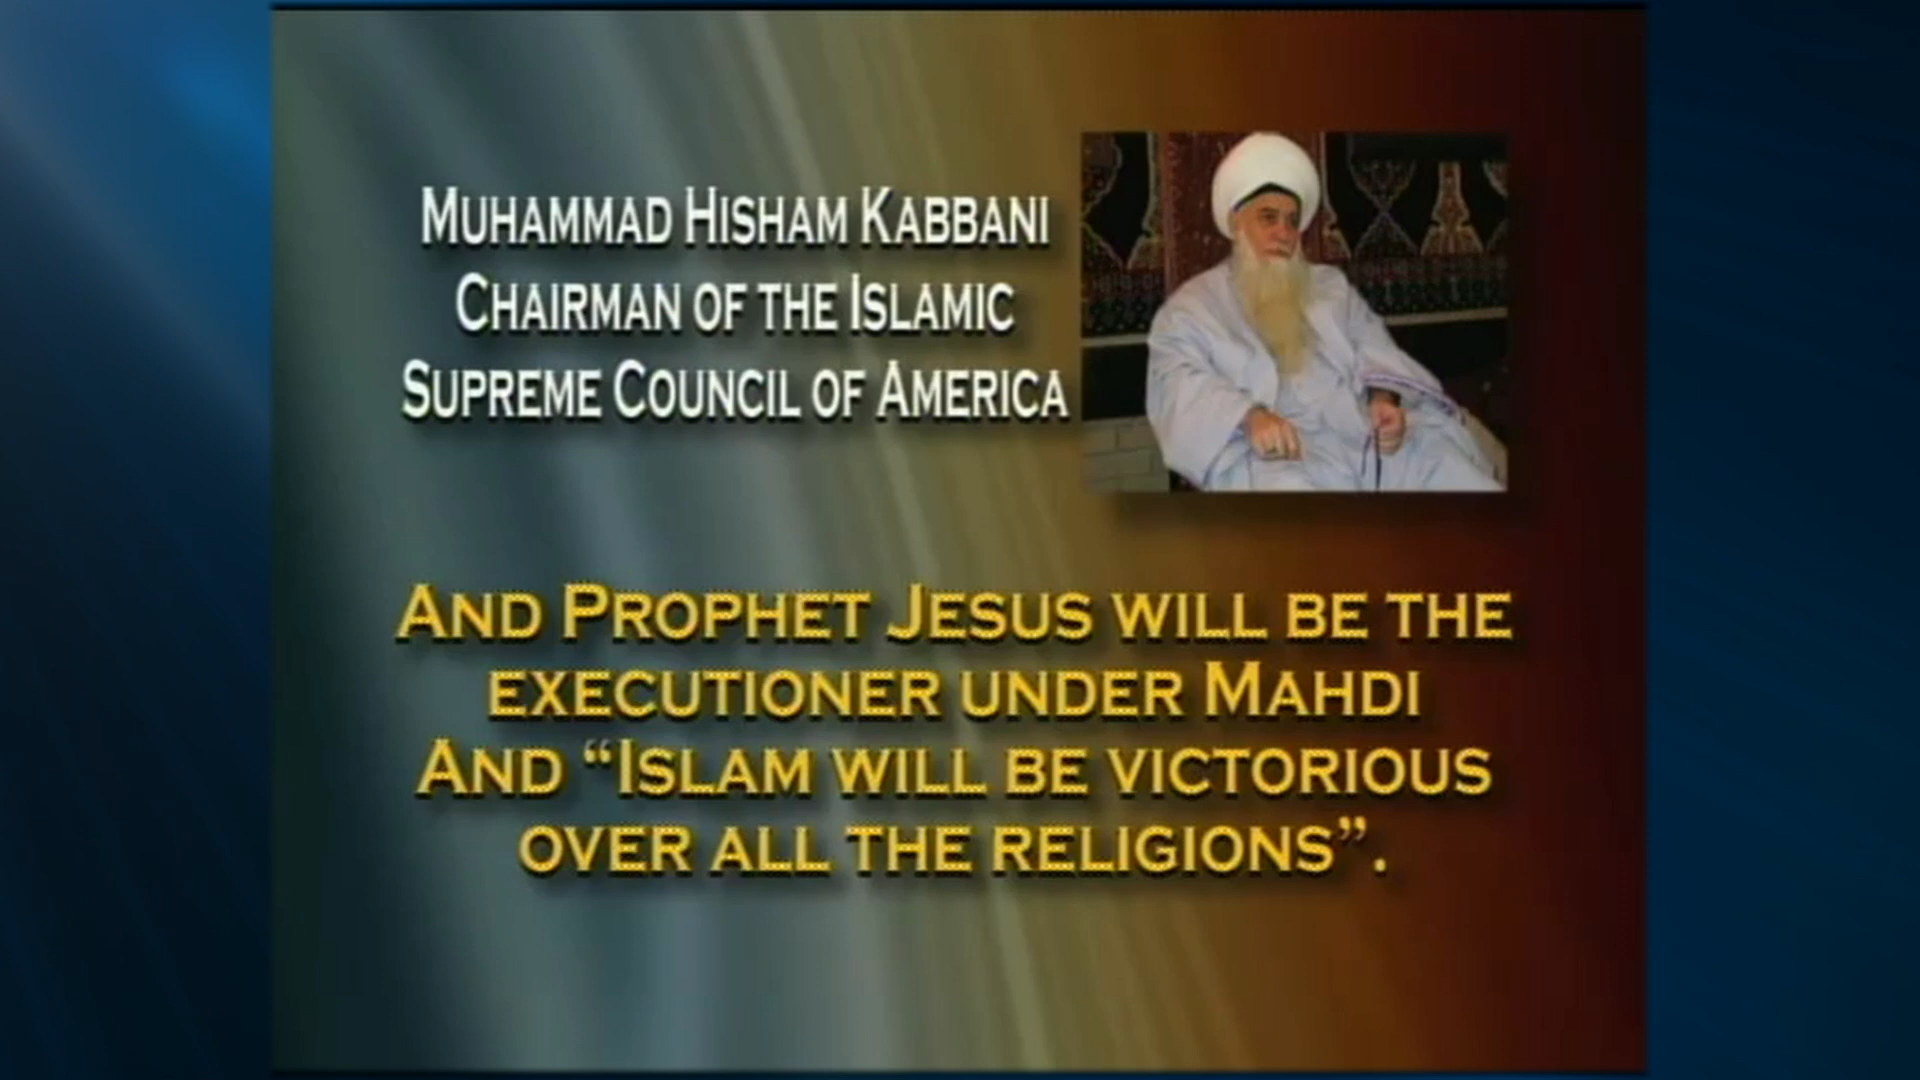 MUHAMMAD HISHAM KABBANI
CHAIRMAN OF THE ISLAMIC
SUPREME COUNCIL OF AMERICA
AND PROPHET JESUS WILL BE THE
EXECUTIONER UNDER MAHDI
AND “ISLAM WILL BE VICTORIOUS
OVER ALL THE RELIGIONS”.